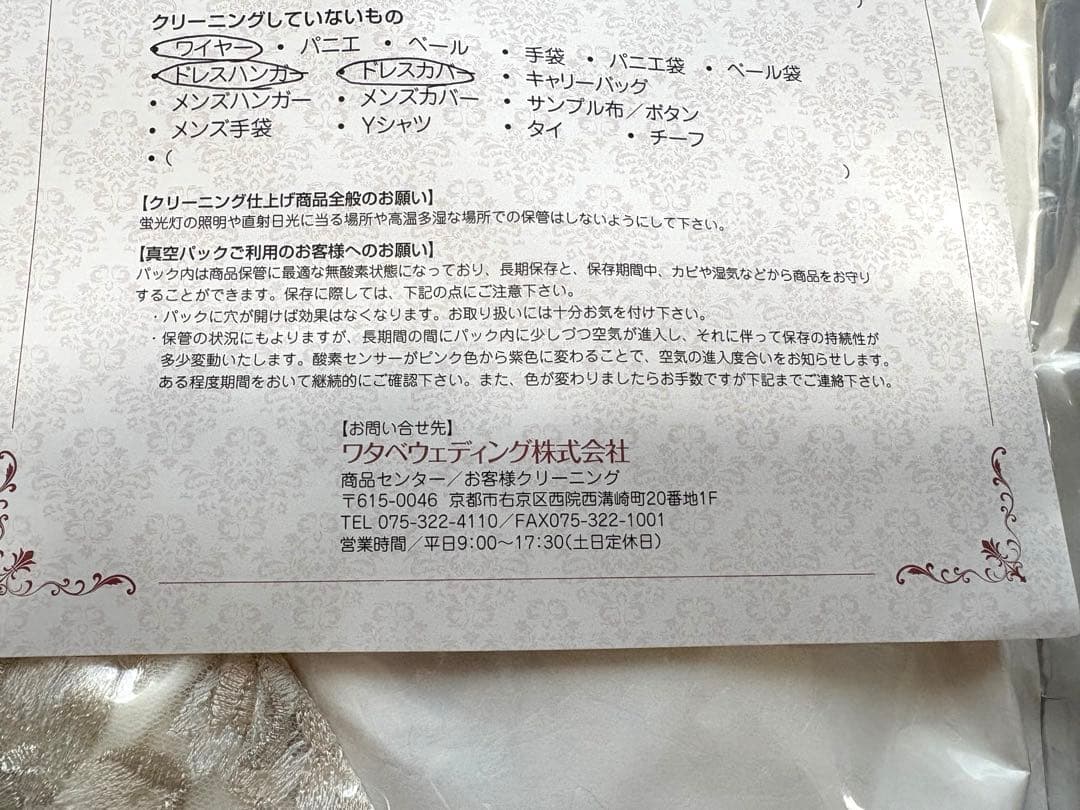 クリーニングしていないもの
・ワイヤー ・パニエ ・ベール ・手袋 ・パニエ袋 ・ベール袋
・ドレスハンガー ・ドレスカバー ・キャリーバッグ
・メンズハンガー ・メンズカバー ・サンプル布／ボタン
・メンズ手袋 ・Yシャツ ・タイ ・チーフ
・( )
【クリーニング仕上げ商品全般のお願い】
蛍光灯の照明や直射日光に当る場所や高温多湿な場所での保管はしないようにして下さい。
【真空パックご利用のお客様へのお願い】
パック内は商品保管に最適な無酸素状態になっており、長期保存と、保存期間中、カビや湿気などから商品をお守り
することができます。保存に際しては、下記の点にご注意下さい。
・パックに穴が開けば効果はなくなります。お取り扱いには十分お気を付け下さい。
・保管の状況にもよりますが、長期間の間にパック内に少しづつ空気が進入し、それに伴って保存の持続性が
多少変動いたします。酸素センサーがピンク色から紫色に変わることで、空気の進入度合いをお知らせします。
ある程度期間をおいて継続的にご確認下さい。また、色が変わりましたらお手数ですが下記までご連絡下さい。
【お問い合せ先】
ワタベウェディング株式会社
商品センター／お客様クリーニング
〒615-0046 京都市右京区西院西溝崎町20番地1F
TEL 075-322-4110／FAX075-322-1001
営業時間／平日9:00～17:30(土日定休日)